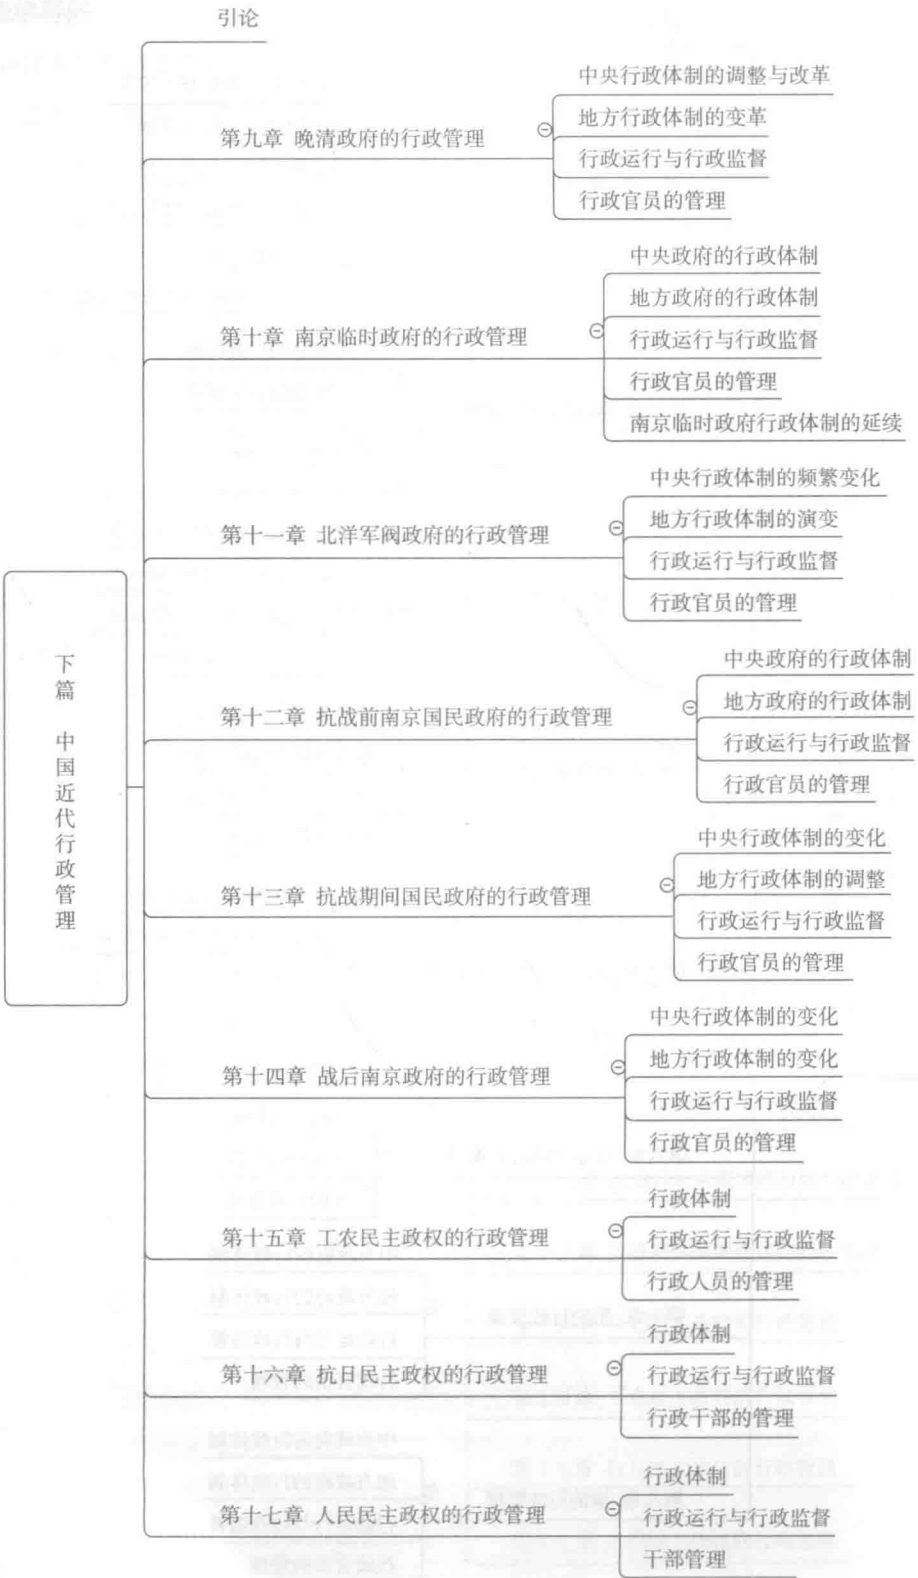 引论
第九章 晚清政府的行政管理
中央行政体制的调整与改革
地方行政体制的变革
行政运行与行政监督
行政官员的管理
第十章 南京临时政府的行政管理
中央政府的行政体制
地方政府的行政体制
行政运行与行政监督
行政官员的管理
南京临时政府行政体制的延续
第十一章 北洋军阀政府的行政管理
中央行政体制的频繁变化
地方行政体制的演变
行政运行与行政监督
行政官员的管理
下篇 中国近代行政管理
第十二章 抗战前南京国民政府的行政管理
中央政府的行政体制
地方政府的行政体制
行政运行与行政监督
行政官员的管理
第十三章 抗战期间国民政府的行政管理
中央行政体制的变化
地方行政体制的调整
行政运行与行政监督
行政官员的管理
第十四章 战后南京政府的行政管理
中央行政体制的变化
地方行政体制的变化
行政运行与行政监督
行政官员的管理
第十五章 工农民主政权的行政管理
行政体制
行政运行与行政监督
行政人员的管理
第十六章 抗日民主政权的行政管理
行政体制
行政运行与行政监督
行政干部的管理
第十七章 人民民主政权的行政管理
行政体制
行政运行与行政监督
干部管理